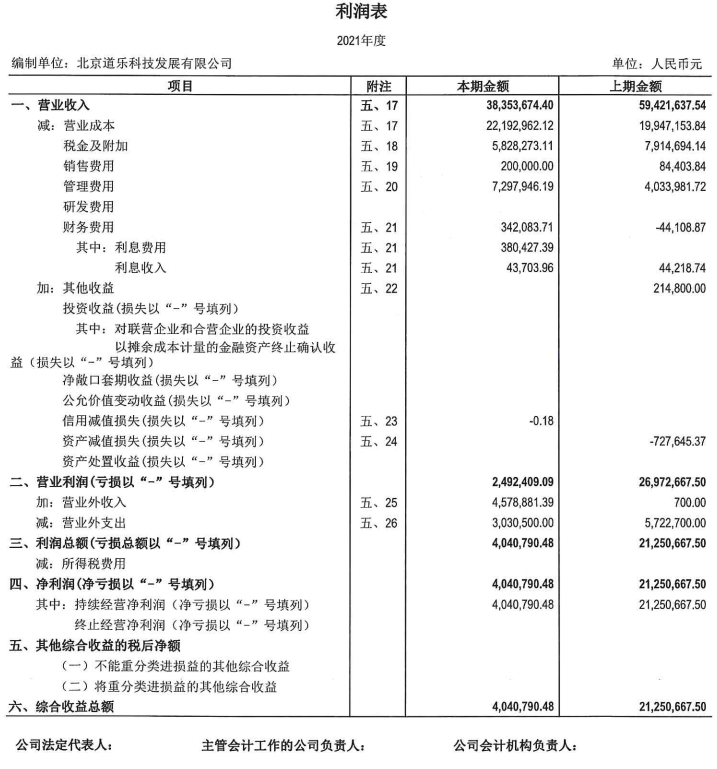 利润表
2021年度
编制单位：北京道乐科技发展有限公司 单位：人民币元
项目 附注 本期金额 上期金额
一、营业收入 五、17 38,353,674.40 59,421,637.54
减：营业成本 五、17 22,192,962.12 19,947,153.84
税金及附加 五、18 5,828,273.11 7,914,694.14
销售费用 五、19 200,000.00 84,403.84
管理费用 五、20 7,297,946.19 4,033,981.72
研发费用
财务费用 五、21 342,083.71 -44,108.87
其中：利息费用 五、21 380,427.39
利息收入 五、21 43,703.96 44,218.74
加：其他收益 五、22 214,800.00
投资收益(损失以“-”号填列)
其中：对联营企业和合营企业的投资收益
以摊余成本计量的金融资产终止确认收
益（损失以“-”号填列)
净敞口套期收益(损失以“-”号填列)
公允价值变动收益(损失以“-”号填列)
信用减值损失(损失以“-”号填列) 五、23 -0.18
资产减值损失(损失以“-”号填列) 五、24 -727,645.37
资产处置收益(损失以“-”号填列)
二、营业利润(亏损以“-”号填列) 2,492,409.09 26,972,667.50
加：营业外收入 五、25 4,578,881.39 700.00
减：营业外支出 五、26 3,030,500.00 5,722,700.00
三、利润总额(亏损总额以“-”号填列) 4,040,790.48 21,250,667.50
减：所得税费用
四、净利润(净亏损以“-”号填列) 4,040,790.48 21,250,667.50
其中：持续经营净利润（净亏损以“-”号填列) 4,040,790.48 21,250,667.50
终止经营净利润（净亏损以“-”号填列)
五、其他综合收益的税后净额
（一）不能重分类进损益的其他综合收益
（二）将重分类进损益的其他综合收益
六、综合收益总额 4,040,790.48 21,250,667.50
公司法定代表人： 主管会计工作的公司负责人： 公司会计机构负责人：